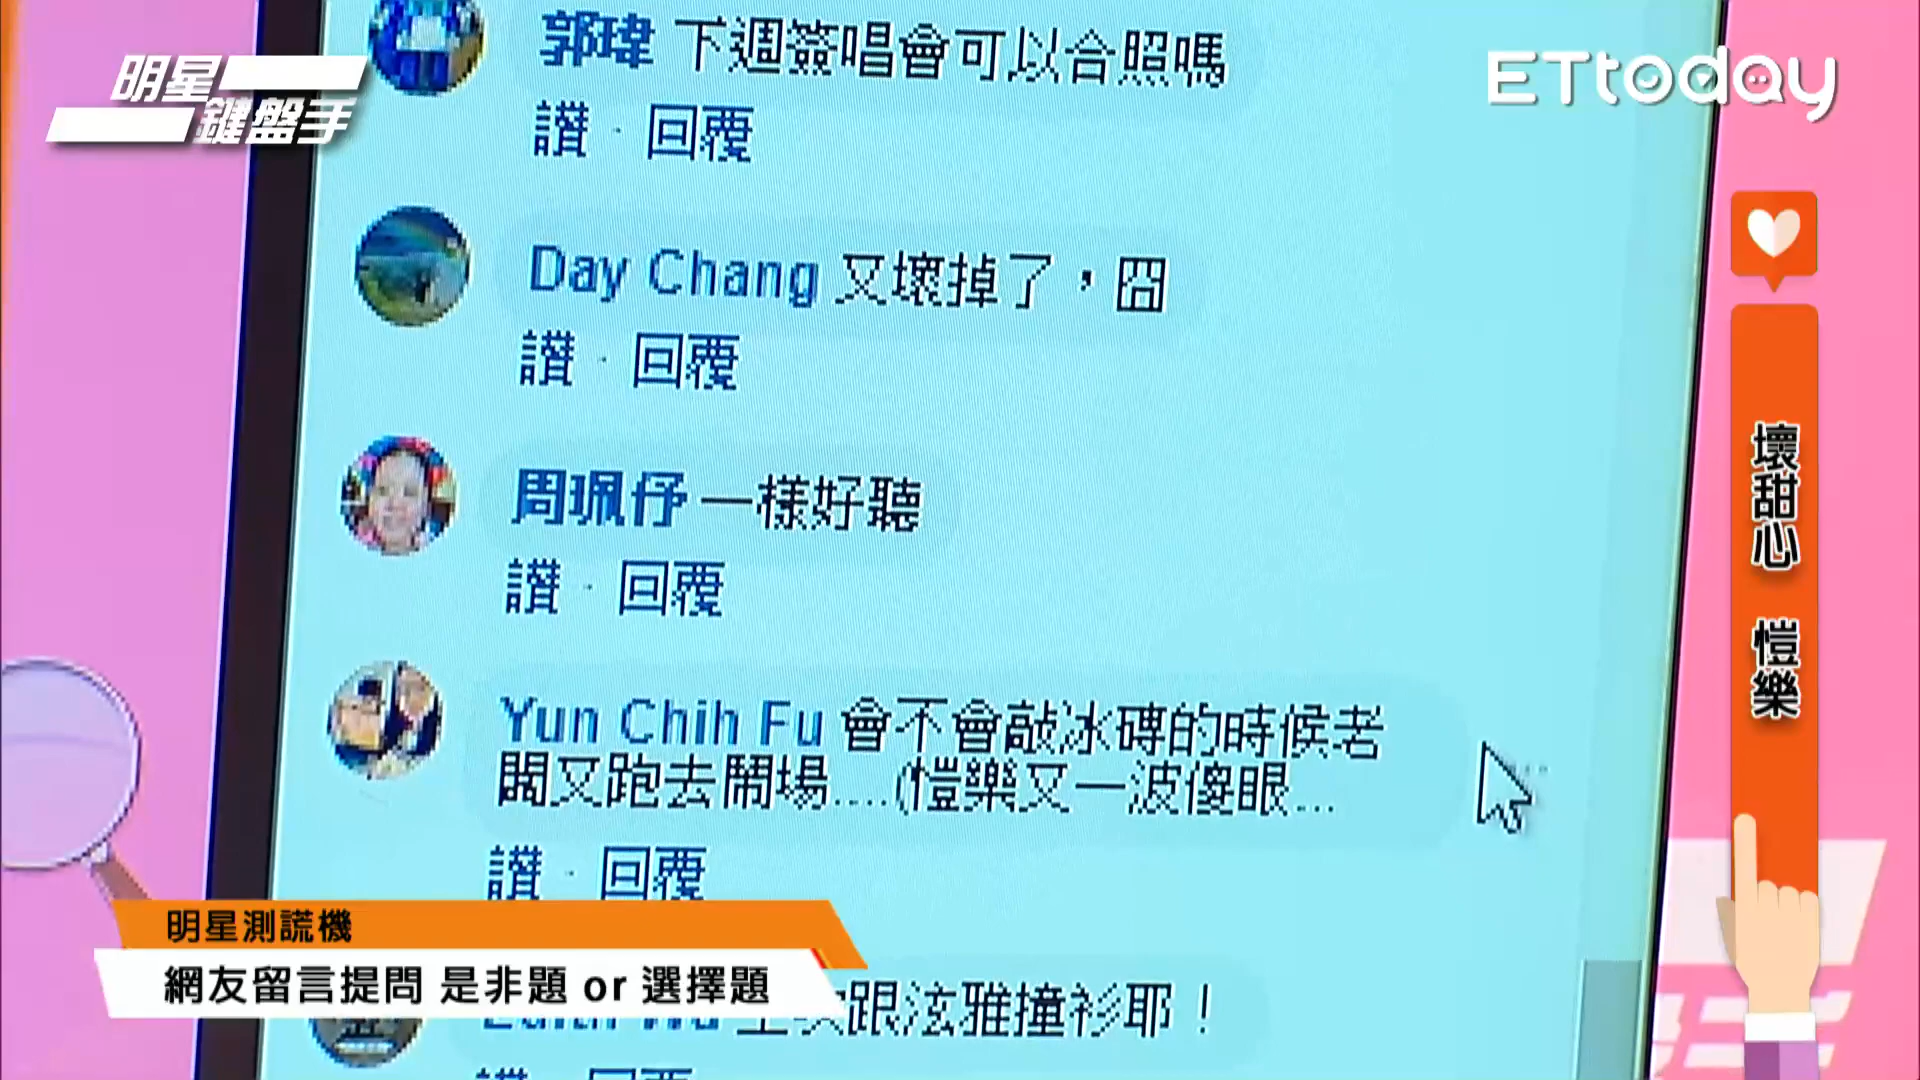 明星
鍵盤手
ETtoday
郭瑋 下週簽唱會可以合照嗎
讚 · 回覆
Day Chang 又壞掉了，囧
讚 · 回覆
周珮伃 一樣好聽
讚 · 回覆
Yun Chih Fu 會不會敲冰磚的時候老
闆又跑去鬧場....(愷樂又一波傻眼...
讚 · 回覆
跟泫雅撞衫耶！
壞甜心 愷樂
明星測謊機
網友留言提問 是非題 or 選擇題